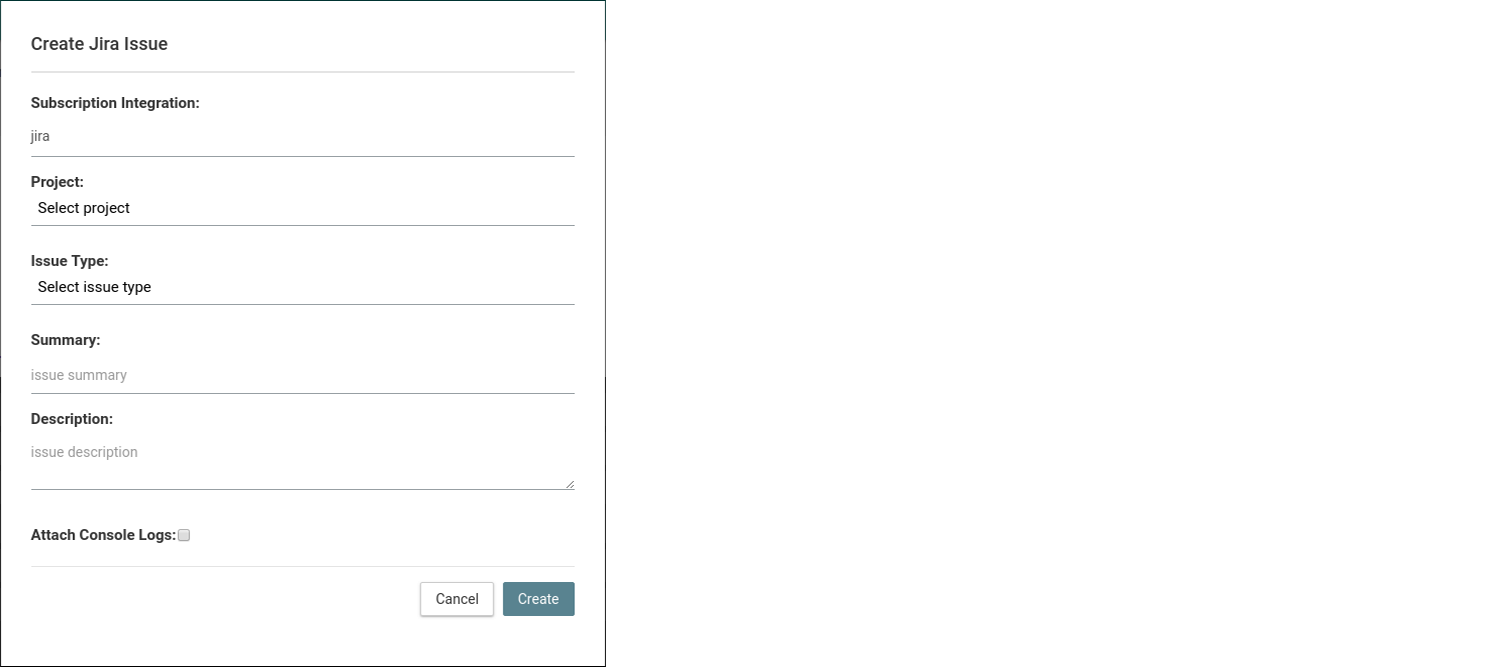 Create Jira Issue
Subscription Integration:
jira
Project:
Select project
Issue Type:
Select issue type
Summary:
issue summary
Description:
issue description
Attach Console Logs:
Cancel Create